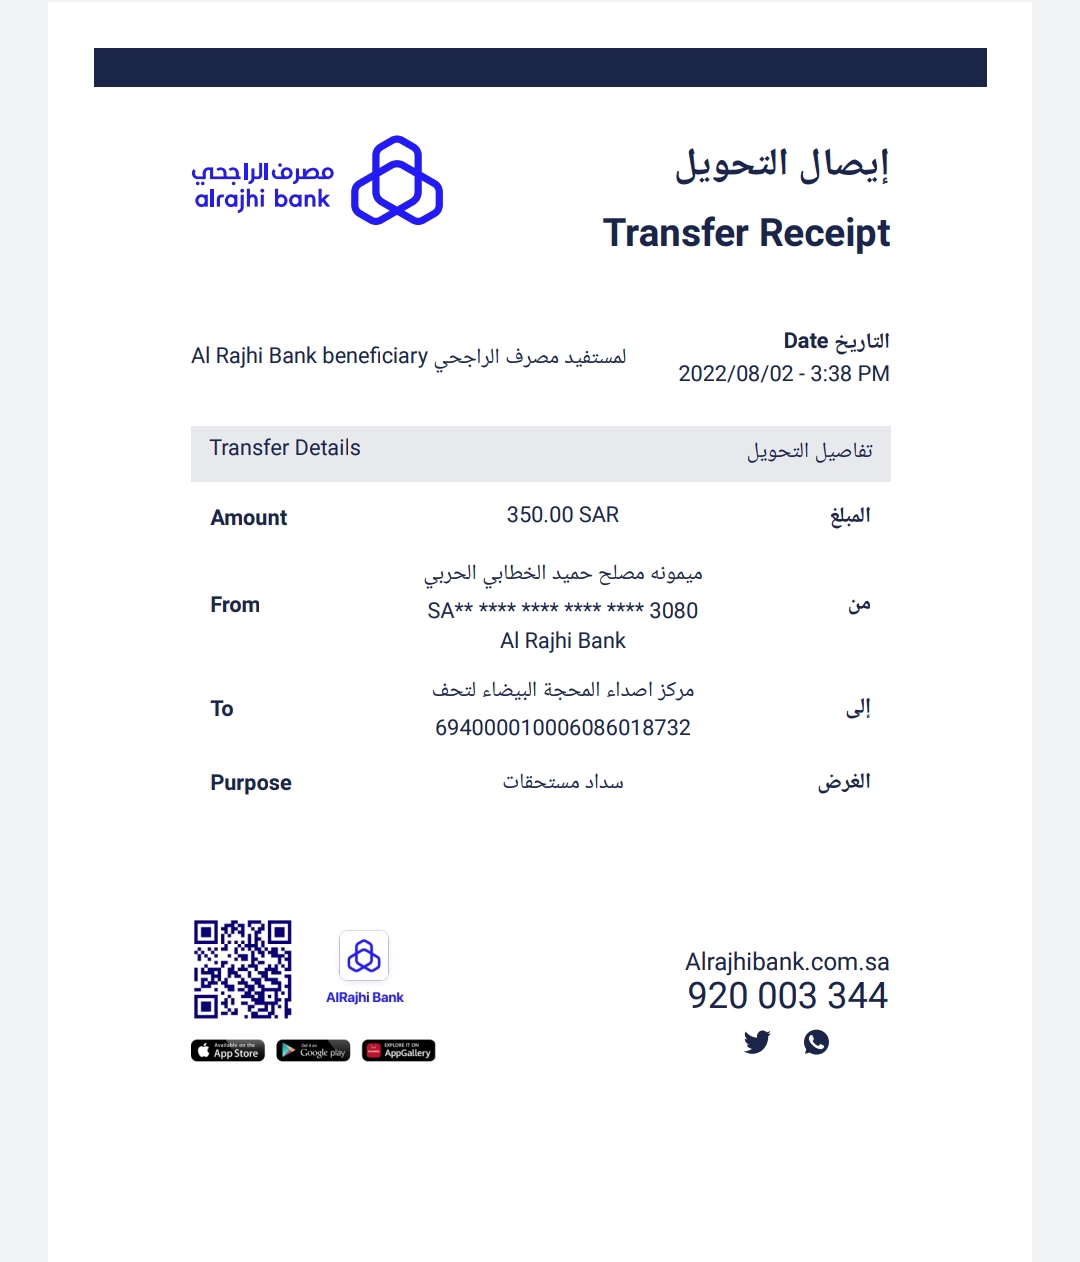 مصرف الراجحي
alrajhi bank
إيصال التحويل
Transfer Receipt
التاريخ Date
2022/08/02 - 3:38 PM
Al Rajhi Bank beneficiary لمستفيد مصرف الراجحي
Transfer Details تفاصيل التحويل
Amount 350.00 SAR المبلغ
ميمونه مصلح حميد الخطابي الحربي
From SA** **** **** **** **** 3080 من
Al Rajhi Bank
مركز اصداء المحجة البيضاء لتحف
To إلى
694000010006086018732
Purpose سداد مستحقات الغرض
AlRajhi Bank
Available on the
App Store
Get it on
Google play
EXPLORE IT ON
AppGallery
Alrajhibank.com.sa
920 003 344